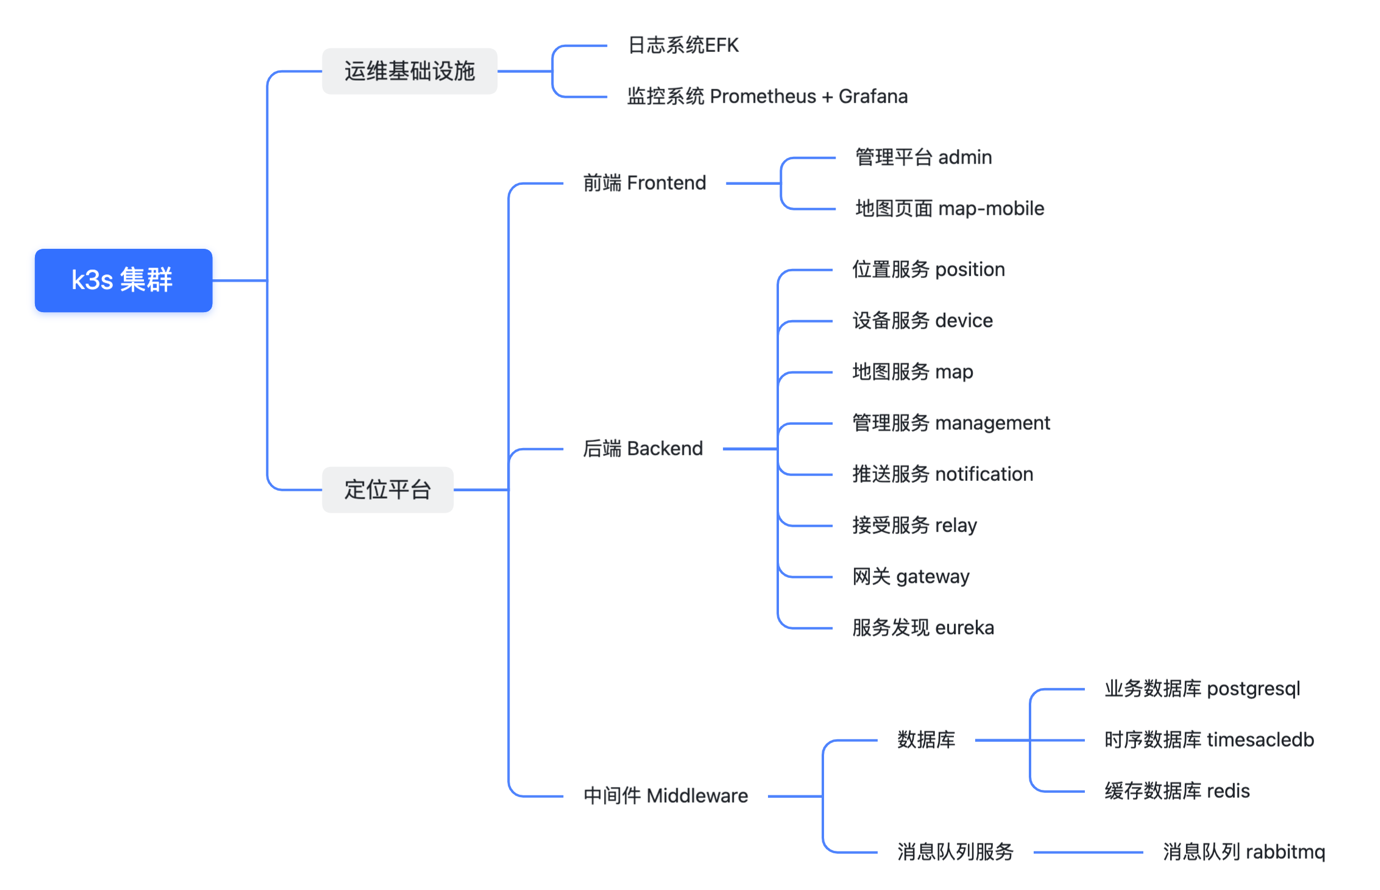 k3s 集群
运维基础设施
日志系统EFK
监控系统 Prometheus + Grafana
定位平台
前端 Frontend
管理平台 admin
地图页面 map-mobile
后端 Backend
位置服务 position
设备服务 device
地图服务 map
管理服务 management
推送服务 notification
接受服务 relay
网关 gateway
服务发现 eureka
中间件 Middleware
数据库
业务数据库 postgresql
时序数据库 timesacledb
缓存数据库 redis
消息队列服务
消息队列 rabbitmq